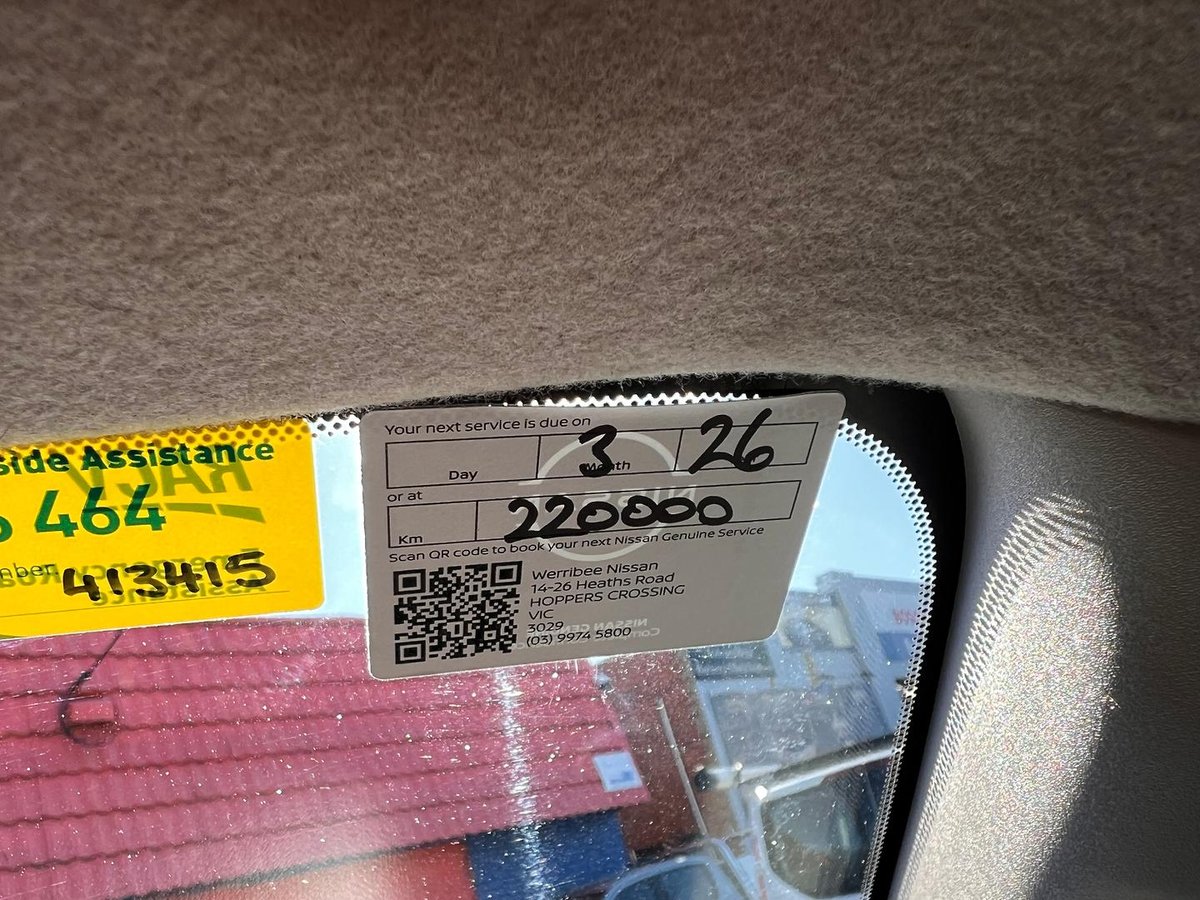 Side Assistance
464
413415
Your next service is due on
Day 3 Month 26
or at
Km 220000
Scan QR code to book your next Nissan Genuine Service
Werribee Nissan
14-26 Heaths Road
HOPPERS CROSSING
VIC
3029
(03) 9974 5800